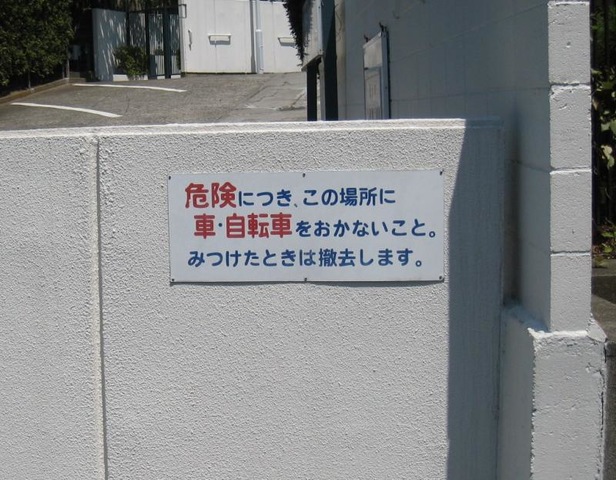 危険につき、この場所に
車・自転車をおかないこと。
みつけたときは撤去します。